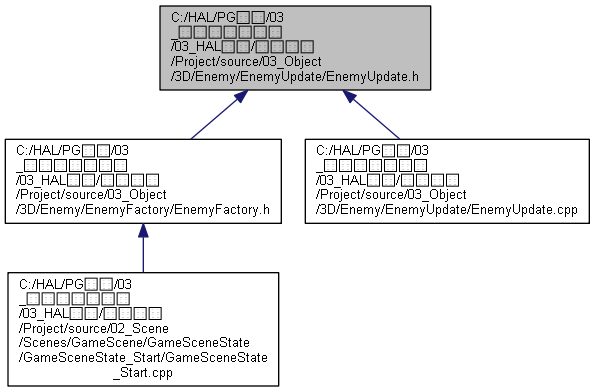 C:/HAL/PG□□/03
_□□□□□□□
/03_HAL□□/□□□□
/Project/source/03_Object
/3D/Enemy/EnemyUpdate/EnemyUpdate.h
C:/HAL/PG□□/03
_□□□□□□□
/03_HAL□□/□□□□
/Project/source/03_Object
/3D/Enemy/EnemyFactory/EnemyFactory.h
C:/HAL/PG□□/03
_□□□□□□□
/03_HAL□□/□□□□
/Project/source/03_Object
/3D/Enemy/EnemyUpdate/EnemyUpdate.cpp
C:/HAL/PG□□/03
_□□□□□□□
/03_HAL□□/□□□□
/Project/source/02_Scene
/Scenes/GameScene/GameSceneState
/GameSceneState_Start/GameSceneState
_Start.cpp